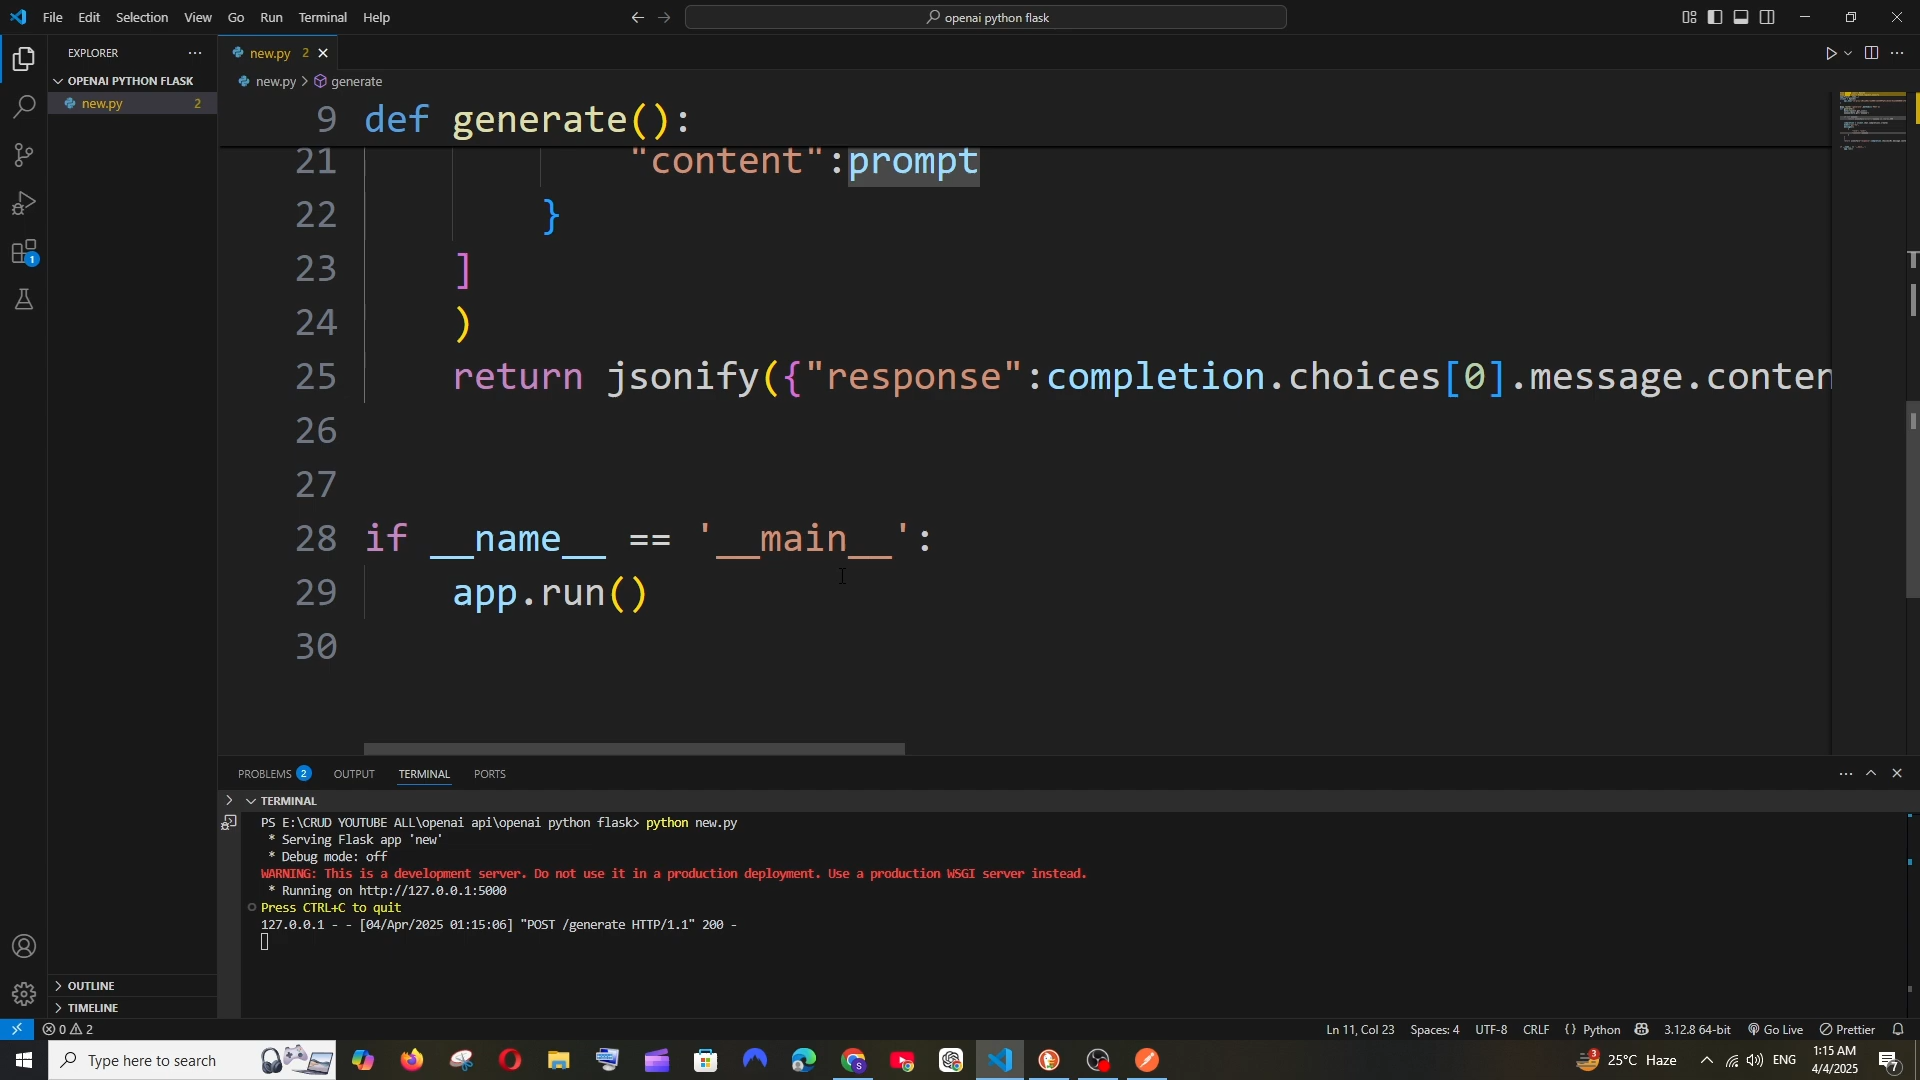 File Edit Selection View Go Run Terminal Help
openai python flask
EXPLORER
OPENAI PYTHON FLASK
new.py 2
new.py 2
new.py > generate
9 def generate():
21 "content":prompt
22 }
23 ]
24 )
25 return jsonify({"response":completion.choices[0].message.conten
26
27
28 if __name__ == '__main__':
29 app.run()
30
1
OUTLINE
TIMELINE
PROBLEMS 2 OUTPUT TERMINAL PORTS
TERMINAL
PS E:\CRUD YOUTUBE ALL\openai api\openai python flask> python new.py
* Serving Flask app 'new'
* Debug mode: off
WARNING: This is a development server. Do not use it in a production deployment. Use a production WSGI server instead.
* Running on http://127.0.0.1:5000
Press CTRL+C to quit
127.0.0.1 - - [04/Apr/2025 01:15:06] "POST /generate HTTP/1.1" 200 -
0 2
Ln 11, Col 23 Spaces: 4 UTF-8 CRLF {} Python 3.12.8 64-bit Go Live Prettier
Type here to search
3 25°C Haze ENG
1:15 AM
4/4/2025
7